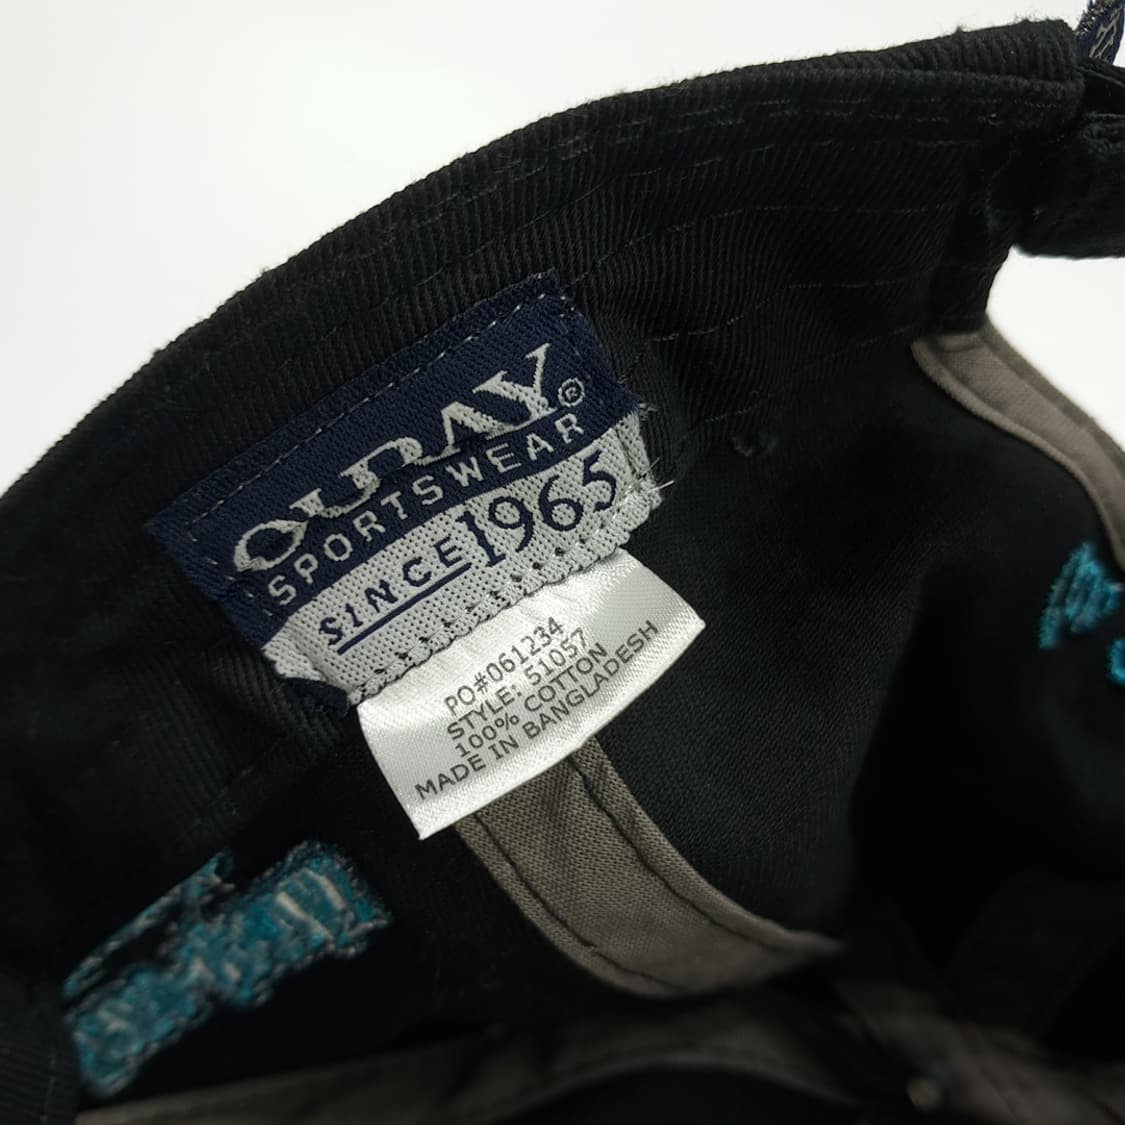 OURAY®
SPORTSWEAR
SINCE 1965
PO#061234
STYLE: 51057
100% COTTON
MADE IN BANGLADESH